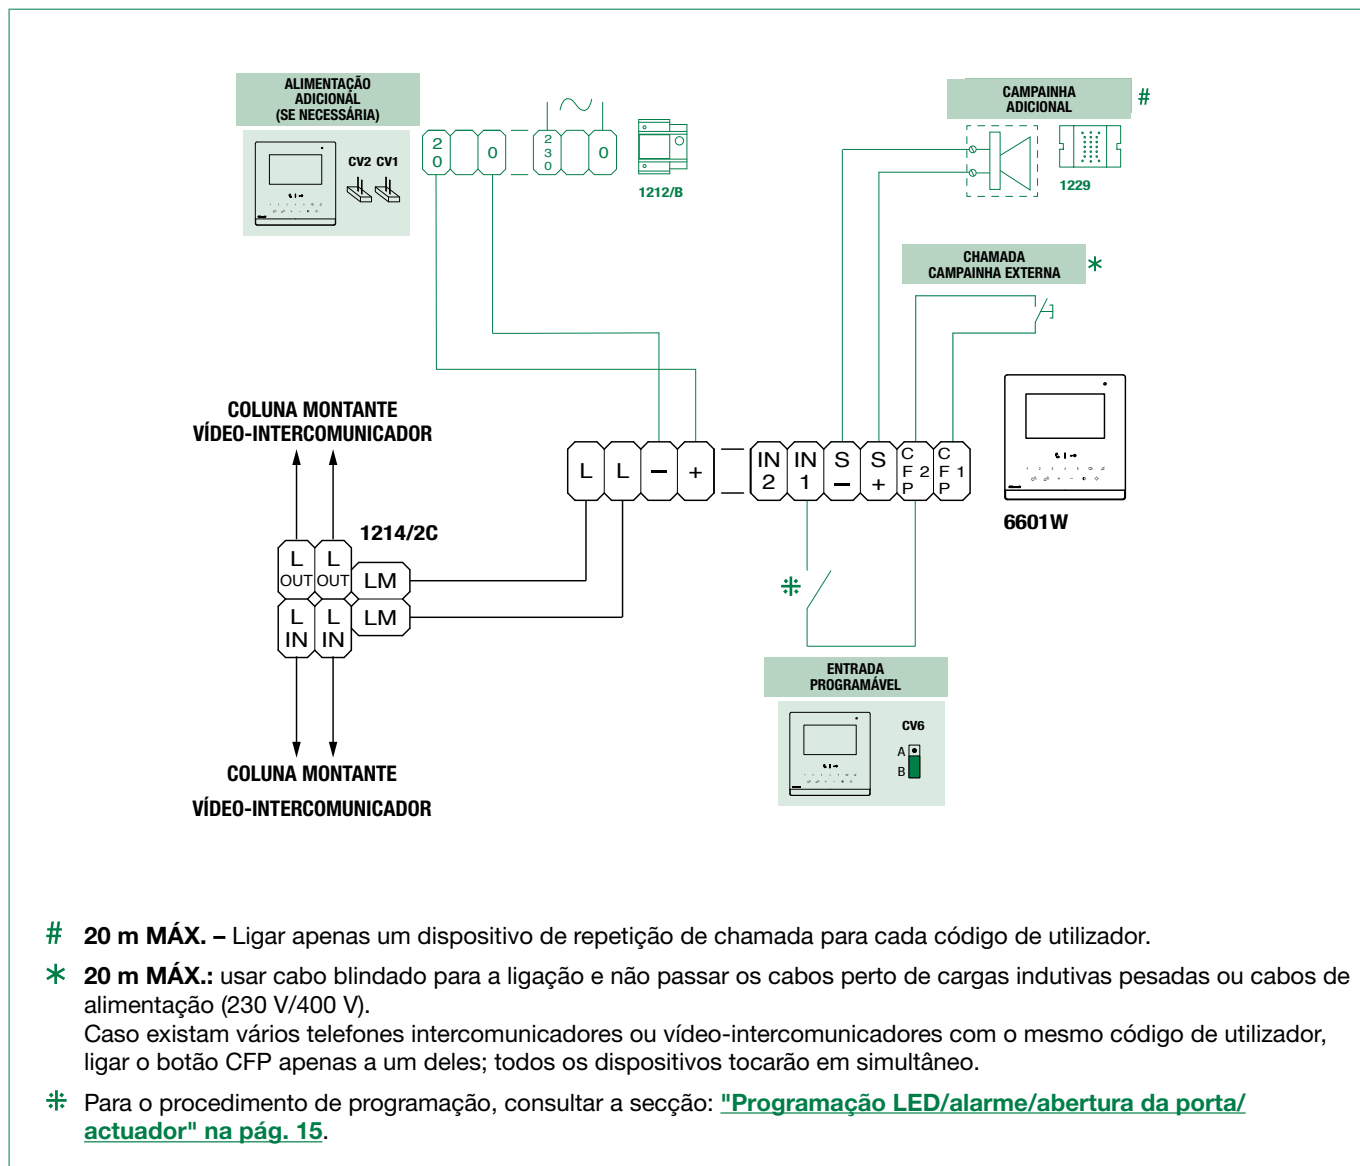 ALIMENTAÇÃO
ADICIONAL
(SE NECESSÁRIA)
CV2 CV1
2
0
0
2
3
0
0
1212/B
CAMPAINHA
ADICIONAL
#
1229
CHAMADA
CAMPAINHA EXTERNA
*
COLUNA MONTANTE
VÍDEO-INTERCOMUNICADOR
L
L
–
+
IN
2
IN
1
S
–
S
+
C
F
P
2
C
F
P
1
6601W
1214/2C
L
OUT
L
OUT
LM
L
IN
L
IN
LM
ENTRADA
PROGRAMÁVEL
CV6
A
B
COLUNA MONTANTE
VÍDEO-INTERCOMUNICADOR
# 20 m MÁX. – Ligar apenas um dispositivo de repetição de chamada para cada código de utilizador.
* 20 m MÁX.: usar cabo blindado para a ligação e não passar os cabos perto de cargas indutivas pesadas ou cabos de
alimentação (230 V/400 V).
Caso existam vários telefones intercomunicadores ou vídeo-intercomunicadores com o mesmo código de utilizador,
ligar o botão CFP apenas a um deles; todos os dispositivos tocarão em simultâneo.
⁜ Para o procedimento de programação, consultar a secção: "Programação LED/alarme/abertura da porta/
actuador" na pág. 15.